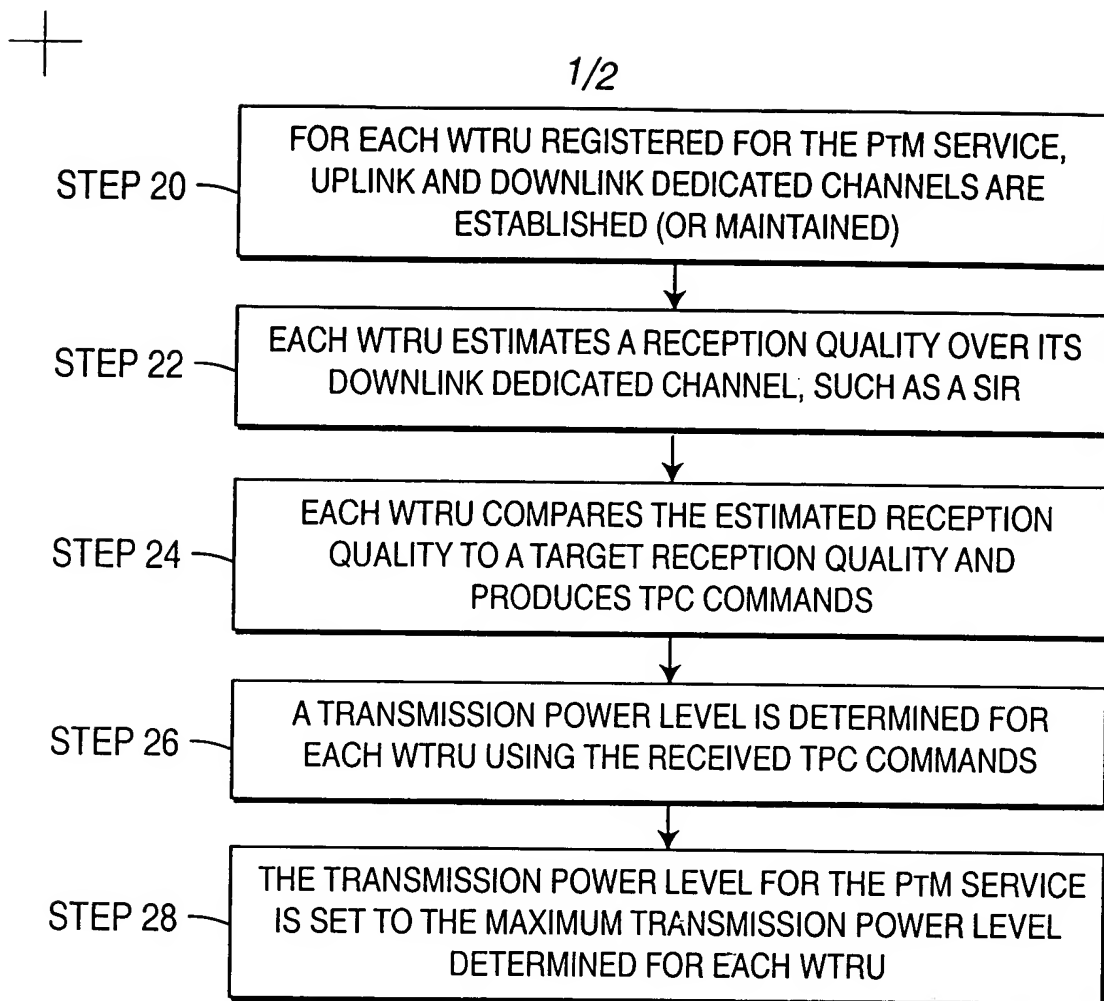 1/2
STEP 20
FOR EACH WTRU REGISTERED FOR THE PTM SERVICE,
UPLINK AND DOWNLINK DEDICATED CHANNELS ARE
ESTABLISHED (OR MAINTAINED)
STEP 22
EACH WTRU ESTIMATES A RECEPTION QUALITY OVER ITS
DOWNLINK DEDICATED CHANNEL, SUCH AS A SIR
STEP 24
EACH WTRU COMPARES THE ESTIMATED RECEPTION
QUALITY TO A TARGET RECEPTION QUALITY AND
PRODUCES TPC COMMANDS
STEP 26
A TRANSMISSION POWER LEVEL IS DETERMINED FOR
EACH WTRU USING THE RECEIVED TPC COMMANDS
STEP 28
THE TRANSMISSION POWER LEVEL FOR THE PTM SERVICE
IS SET TO THE MAXIMUM TRANSMISSION POWER LEVEL
DETERMINED FOR EACH WTRU